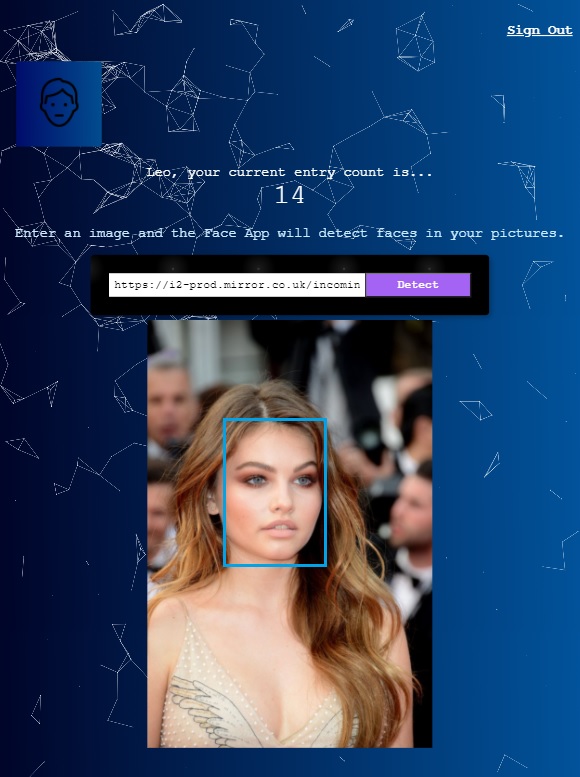 Sign Out
Leo, your current entry count is...
14
Enter an image and the Face App will detect faces in your pictures.
https://i2-prod.mirror.co.uk/incomin
Detect